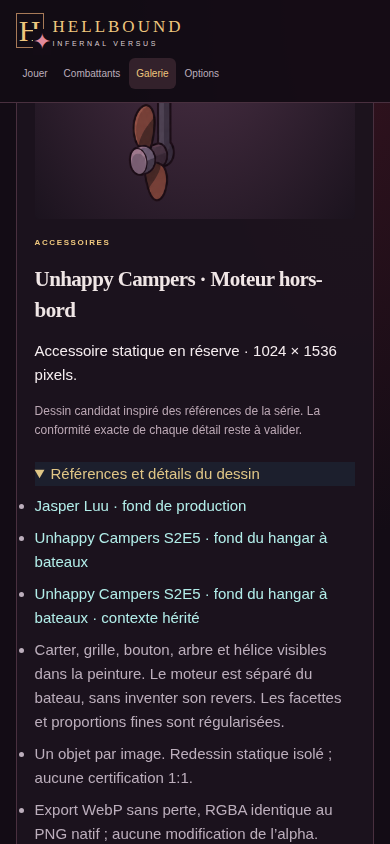 HELLBOUND
INFERNAL VERSUS
Jouer Combattants Galerie Options
ACCESSOIRES
Unhappy Campers · Moteur hors-
bord
Accessoire statique en réserve · 1024 × 1536
pixels.
Dessin candidat inspiré des références de la série. La
conformité exacte de chaque détail reste à valider.
▼ Références et détails du dessin
• Jasper Luu · fond de production
• Unhappy Campers S2E5 · fond du hangar à
bateaux
• Unhappy Campers S2E5 · fond du hangar à
bateaux · contexte hérité
• Carter, grille, bouton, arbre et hélice visibles
dans la peinture. Le moteur est séparé du
bateau, sans inventer son revers. Les facettes
et proportions fines sont régularisées.
• Un objet par image. Redessin statique isolé ;
aucune certification 1:1.
• Export WebP sans perte, RGBA identique au
PNG natif ; aucune modification de l’alpha.